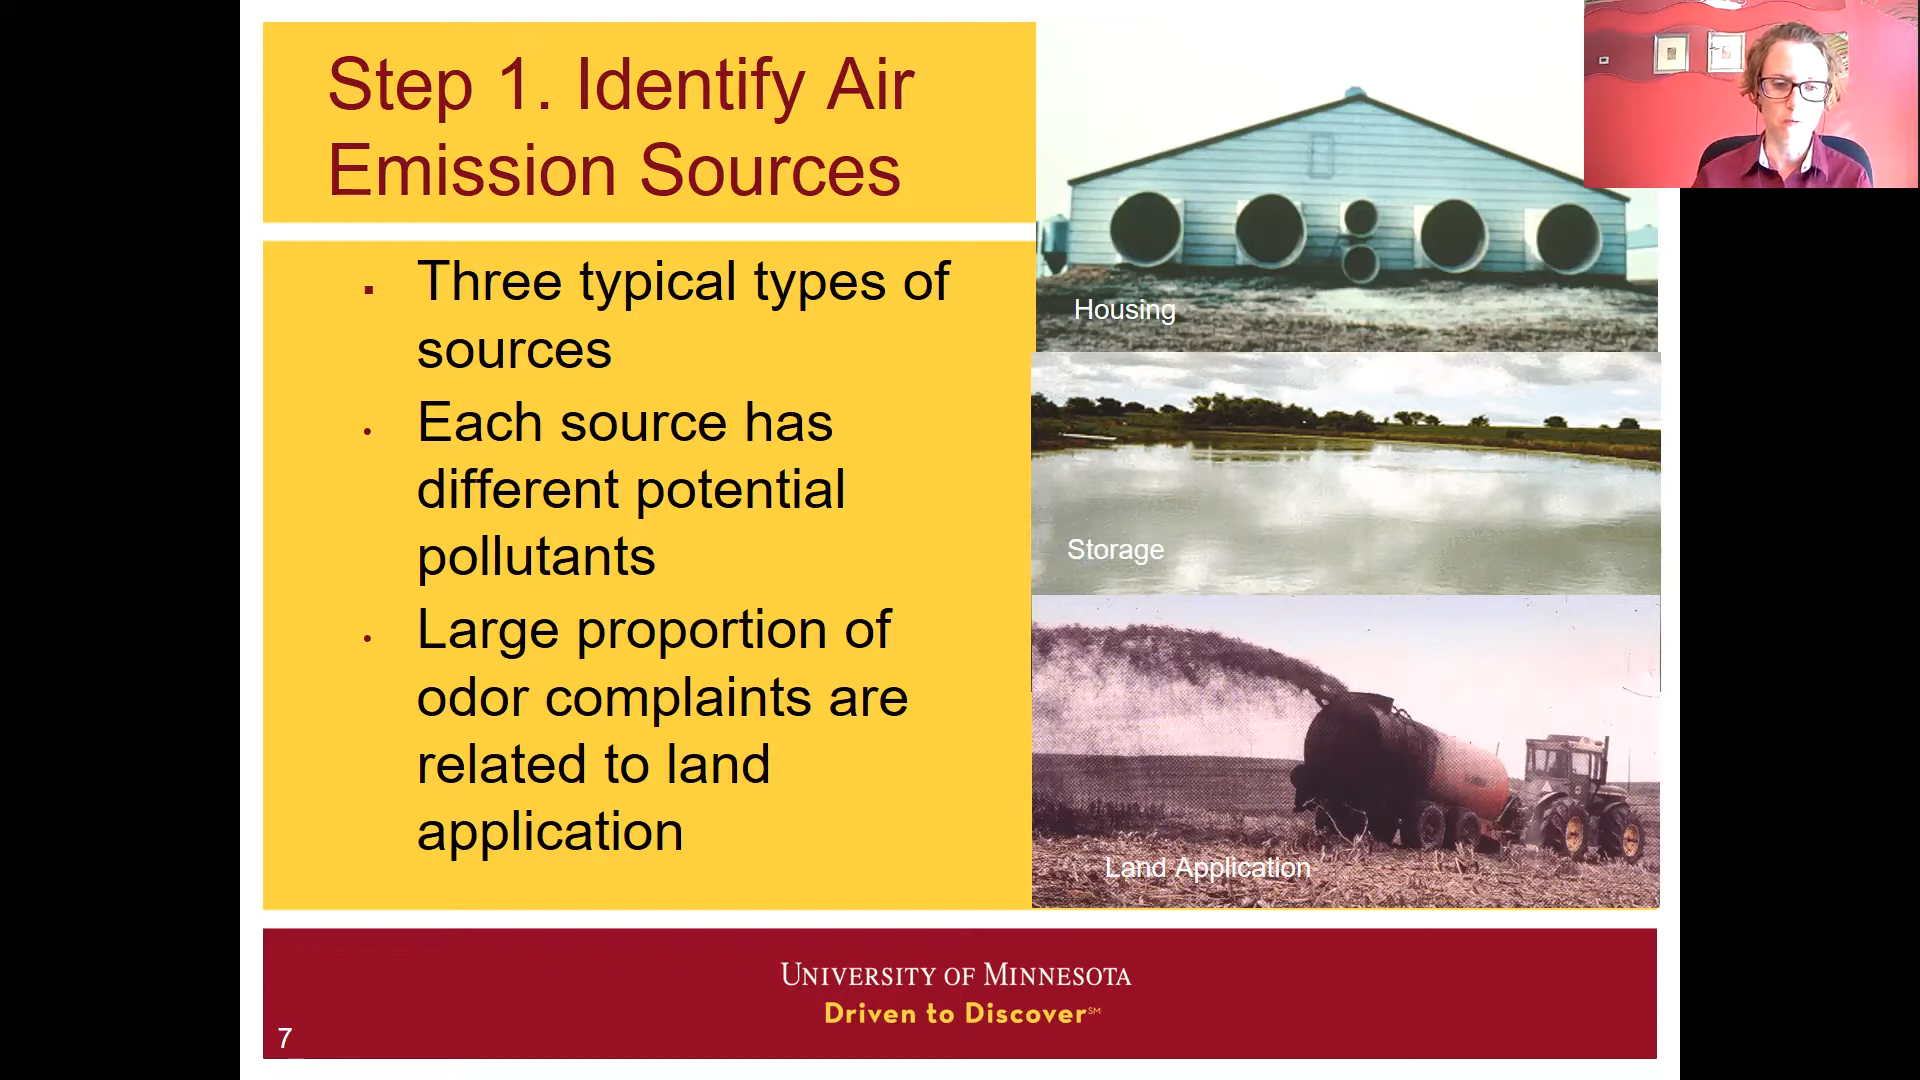 Step 1. Identify Air
Emission Sources
Three typical types of
sources
Each source has
different potential
pollutants
Large proportion of
odor complaints are
related to land
application
Housing
Storage
Land Application
UNIVERSITY OF MINNESOTA
Driven to Discover℠
7